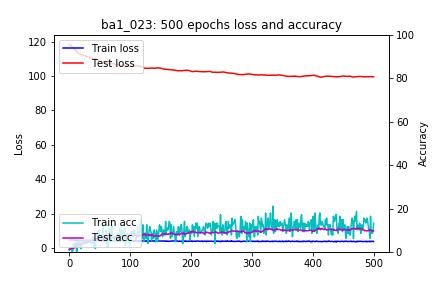 ba1_023: 500 epochs loss and accuracy
120
100
80
60
40
20
0
Loss
Train loss
Test loss
Train acc
Test acc
100
80
60
40
20
0
Accuracy
0
100
200
300
400
500